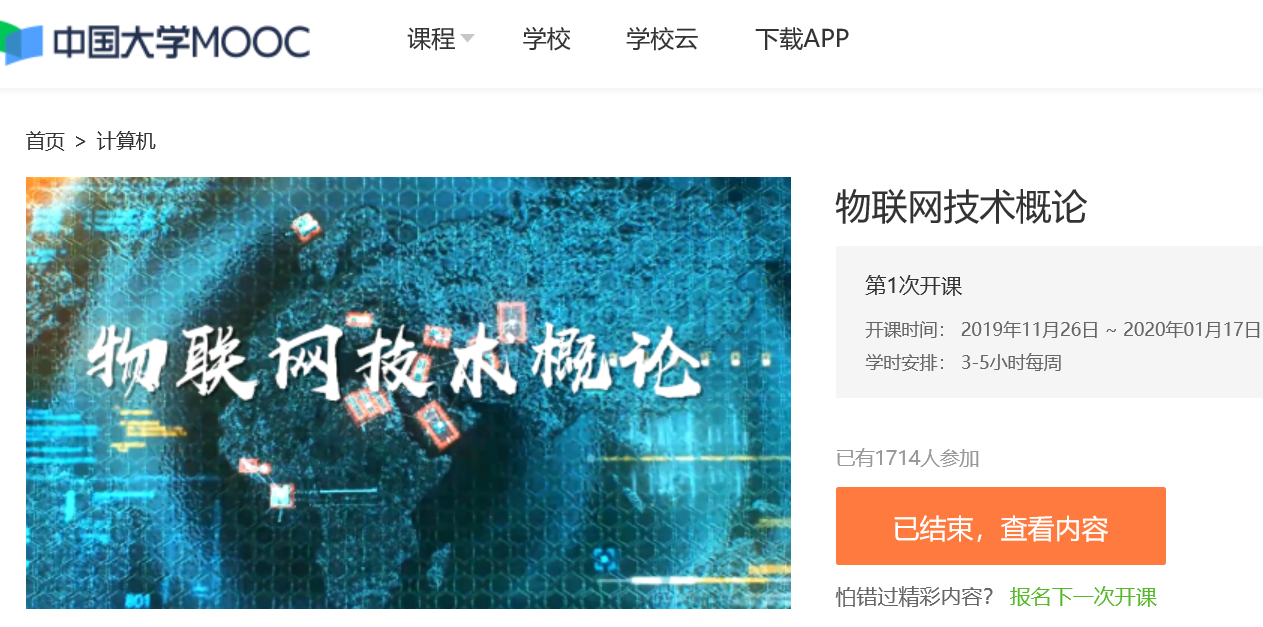 中国大学MOOC
课程 学校 学校云 下载APP
首页 > 计算机
物联网技术概论
801
物联网技术概论
第1次开课
开课时间： 2019年11月26日 ~ 2020年01月17日
学时安排： 3-5小时每周
已有1714人参加
已结束，查看内容
怕错过精彩内容？ 报名下一次开课